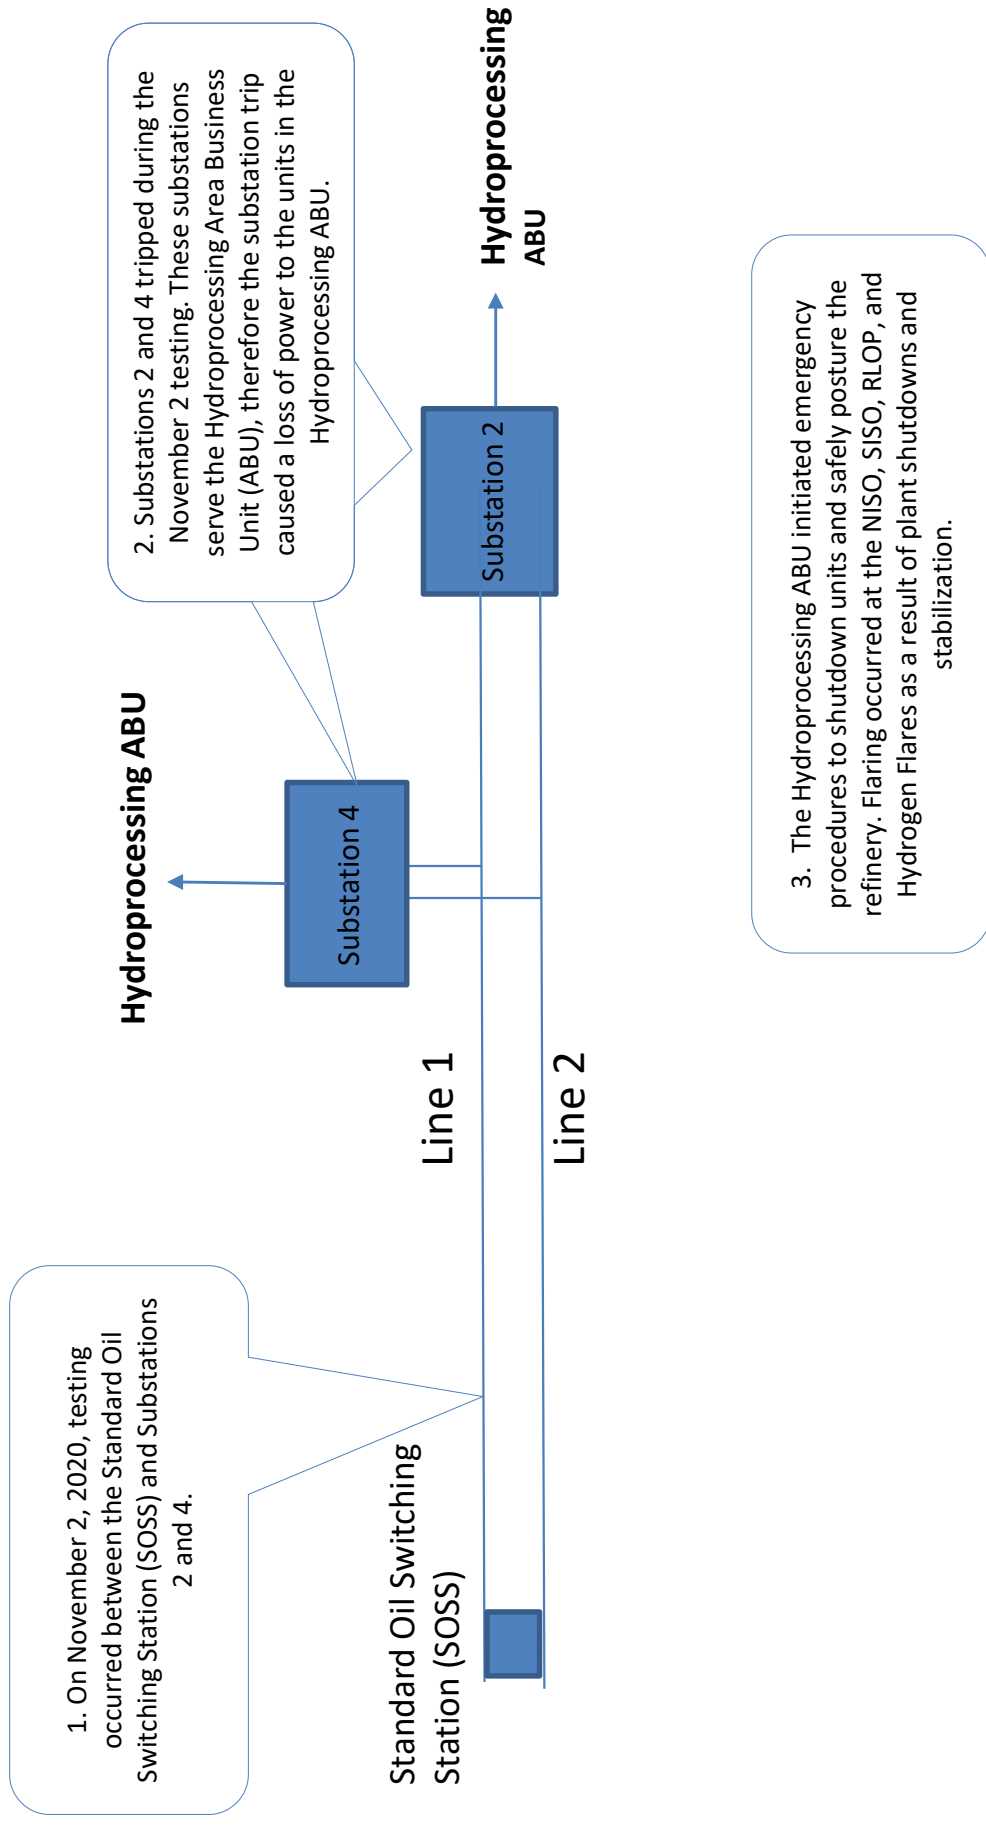 1. On November 2, 2020, testing
occurred between the Standard Oil
Switching Station (SOSS) and Substations
2 and 4.
Standard Oil Switching
Station (SOSS)
Line 1
Line 2
Hydroprocessing ABU
Substation 4
2. Substations 2 and 4 tripped during the
November 2 testing. These substations
serve the Hydroprocessing Area Business
Unit (ABU), therefore the substation trip
caused a loss of power to the units in the
Hydroprocessing ABU.
Substation 2
Hydroprocessing
ABU
3. The Hydroprocessing ABU initiated emergency
procedures to shutdown units and safely posture the
refinery. Flaring occurred at the NISO, SISO, RLOP, and
Hydrogen Flares as a result of plant shutdowns and
stabilization.